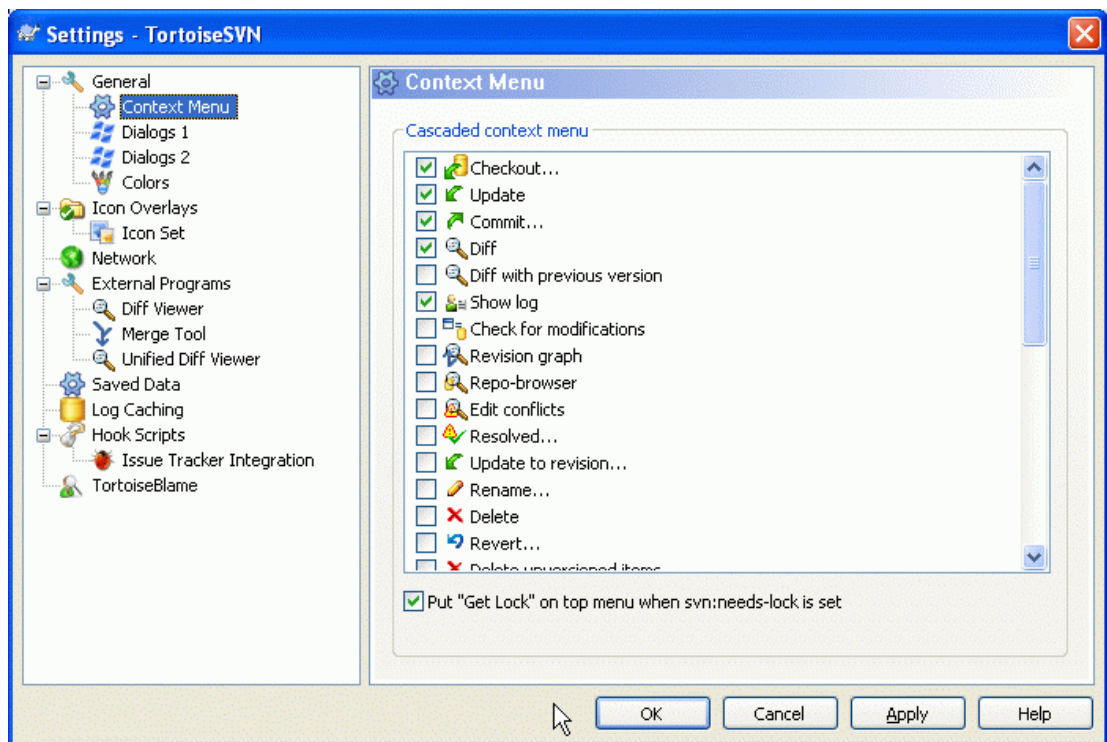 Settings - TortoiseSVN
General
Context Menu
Dialogs 1
Dialogs 2
Colors
Icon Overlays
Icon Set
Network
External Programs
Diff Viewer
Merge Tool
Unified Diff Viewer
Saved Data
Log Caching
Hook Scripts
Issue Tracker Integration
TortoiseBlame
Context Menu
Cascaded context menu
Checkout...
Update
Commit...
Diff
Diff with previous version
Show log
Check for modifications
Revision graph
Repo-browser
Edit conflicts
Resolved...
Update to revision...
Rename...
Delete
Revert...
Delete unversioned items
Put "Get Lock" on top menu when svn:needs-lock is set
OK
Cancel
Apply
Help